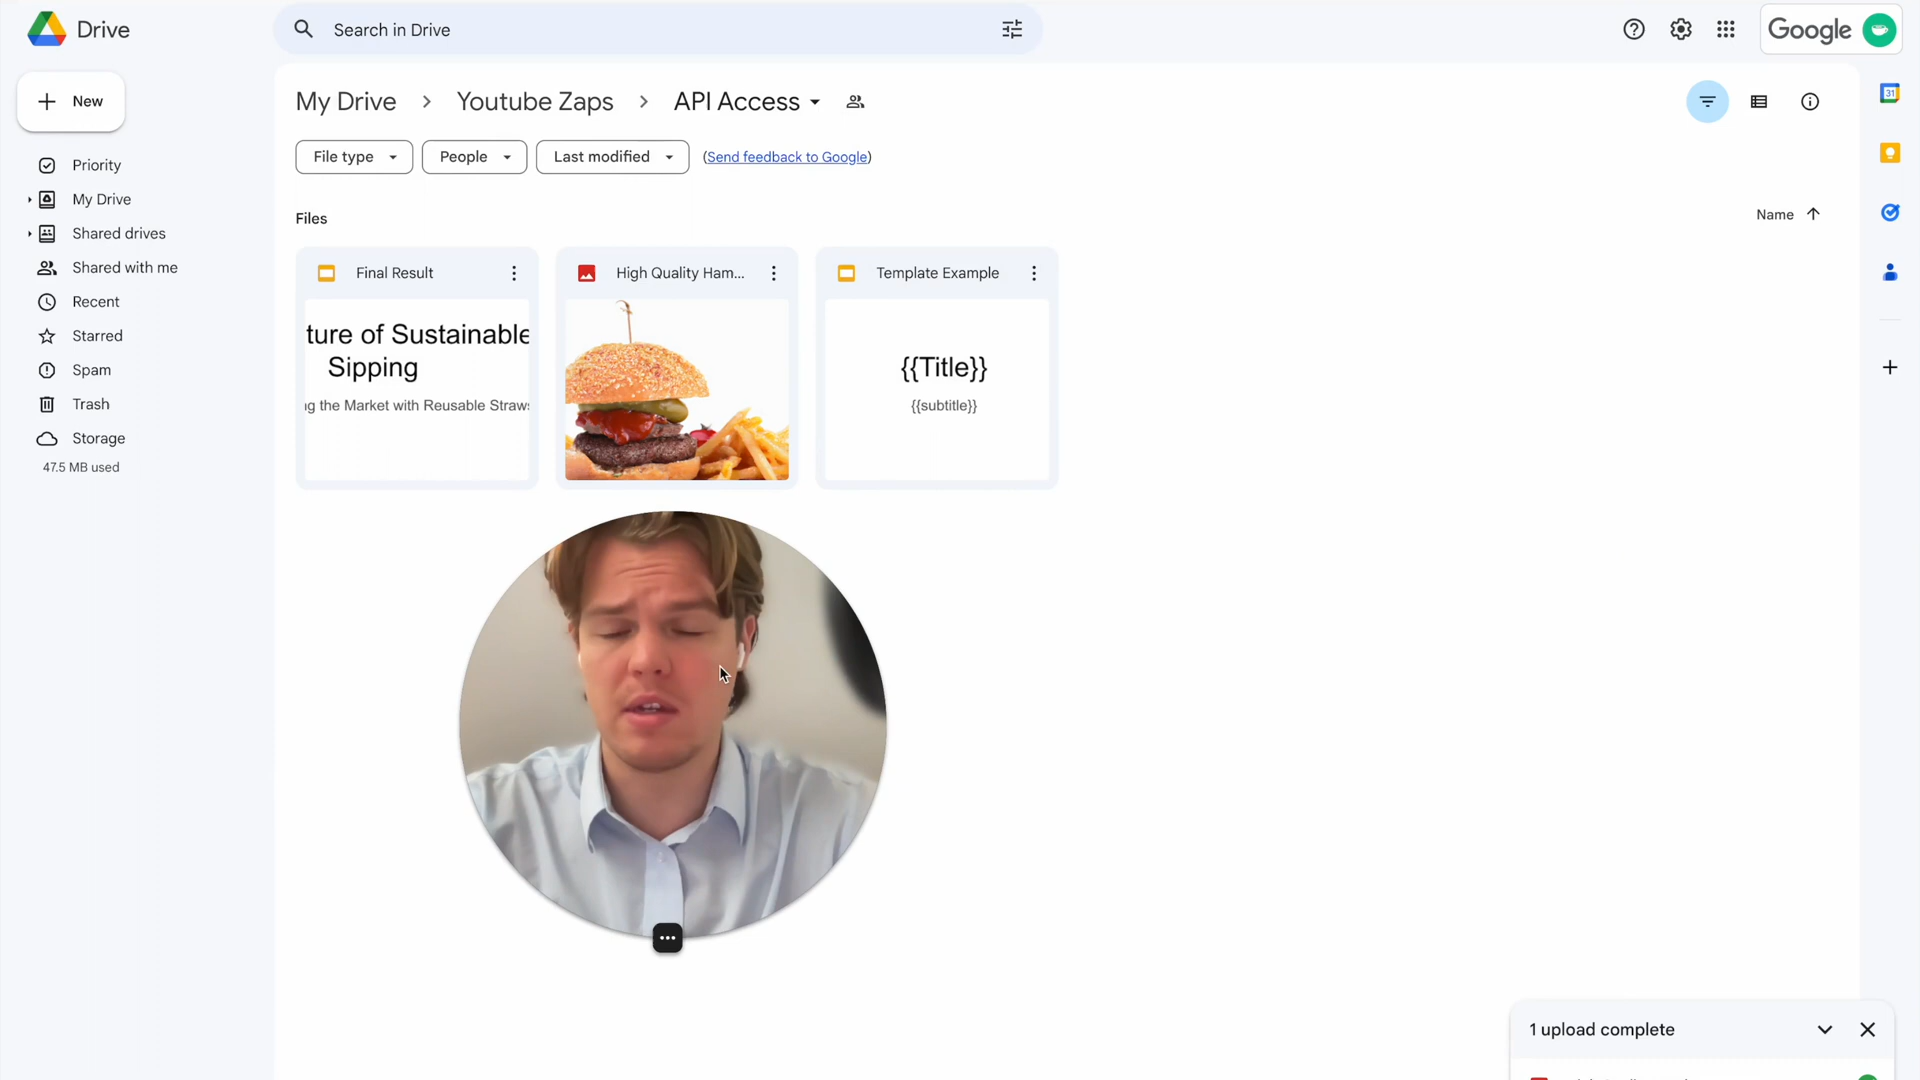 Drive
Search in Drive
Google
New
My Drive
Youtube Zaps
API Access
31
File type
People
Last modified
(Send feedback to Google)
Priority
My Drive
Shared drives
Shared with me
Recent
Starred
Spam
Trash
Storage
47.5 MB used
Files
Name
Final Result
High Quality Ham...
Template Example
ture of Sustainable
Sipping
g the Market with Reusable Straws
{{Title}}
{{subtitle}}
1 upload complete